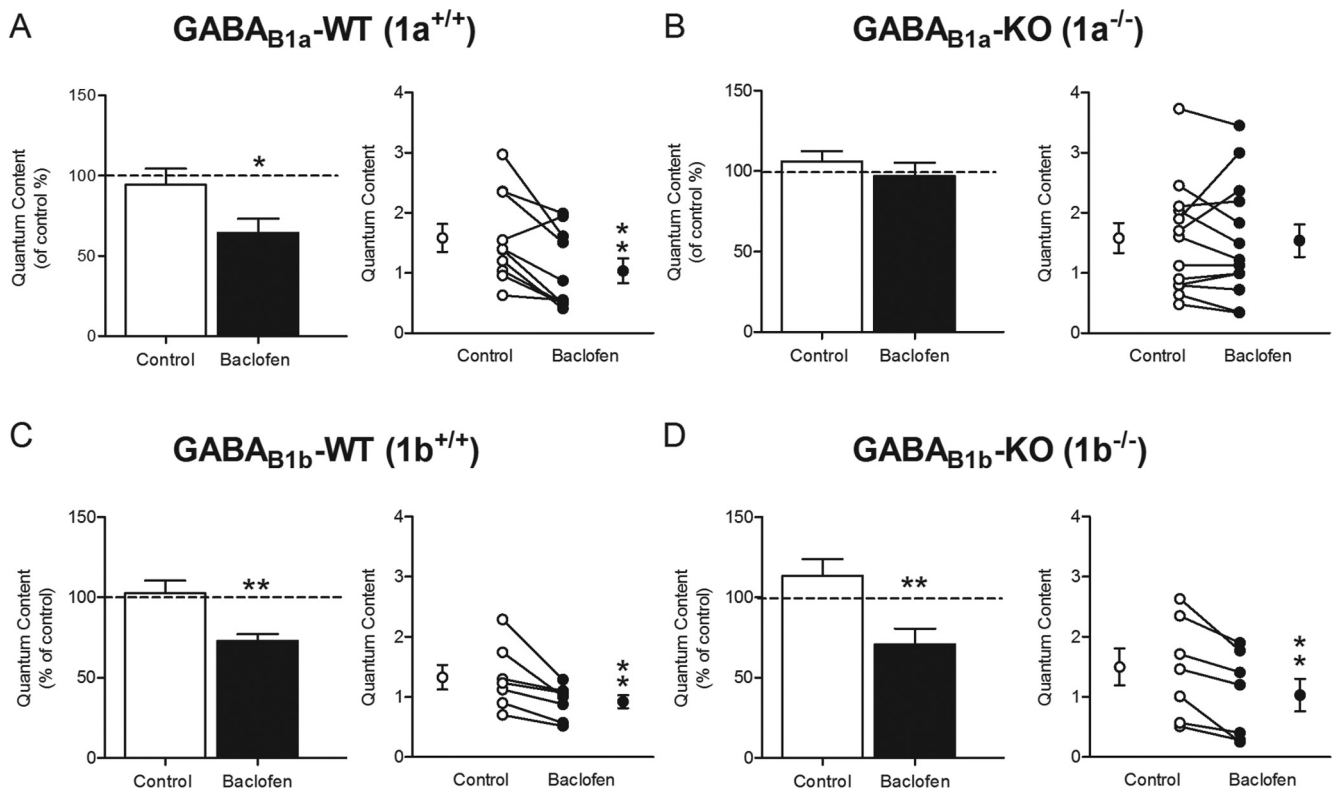 A
GABAB1a-WT (1a+/+)
Quantum Content
(of control %)
150
100
50
0
*
Control
Baclofen
Quantum Content
4
3
2
1
0
*
*
Control
Baclofen
B
GABAB1a-KO (1a-/-)
Quantum Content
(of control %)
150
100
50
0
Control
Baclofen
Quantum Content
4
3
2
1
0
Control
Baclofen
C
GABAB1b-WT (1b+/+)
Quantum Content
(% of control)
150
100
50
0
**
Control
Baclofen
Quantum Content
4
3
2
1
0
*
*
Control
Baclofen
D
GABAB1b-KO (1b-/-)
Quantum Content
(% of control)
150
100
50
0
**
Control
Baclofen
Quantum Content
4
3
2
1
0
*
*
Control
Baclofen